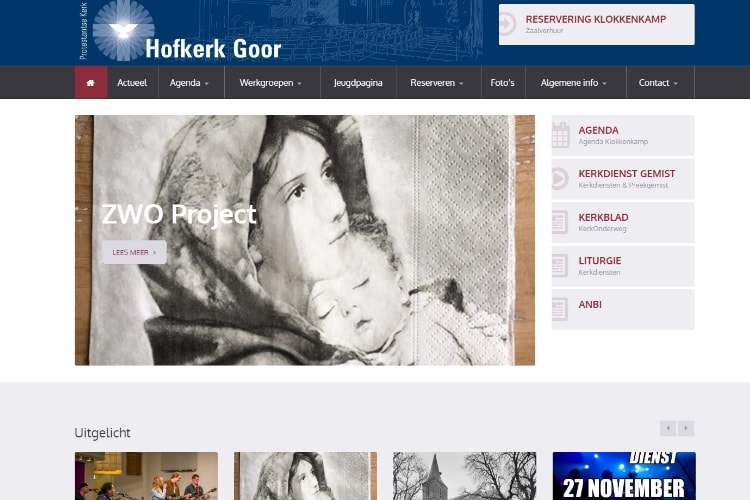 Protestantse Kerk
Hofkerk Goor
RESERVERING KLOKKENKAMP
Zaalverhuur
Actueel
Agenda
Werkgroepen
Jeugdpagina
Reserveren
Foto's
Algemene info
Contact
ZWO Project
LEES MEER
AGENDA
Agenda Klokkenkamp
KERKDIENST GEMIST
Kerkdiensten & Preekgemist
KERKBLAD
KerkOnderweg
LITURGIE
Kerkdiensten
ANBI
Uitgelicht
DIENST
27 NOVEMBER